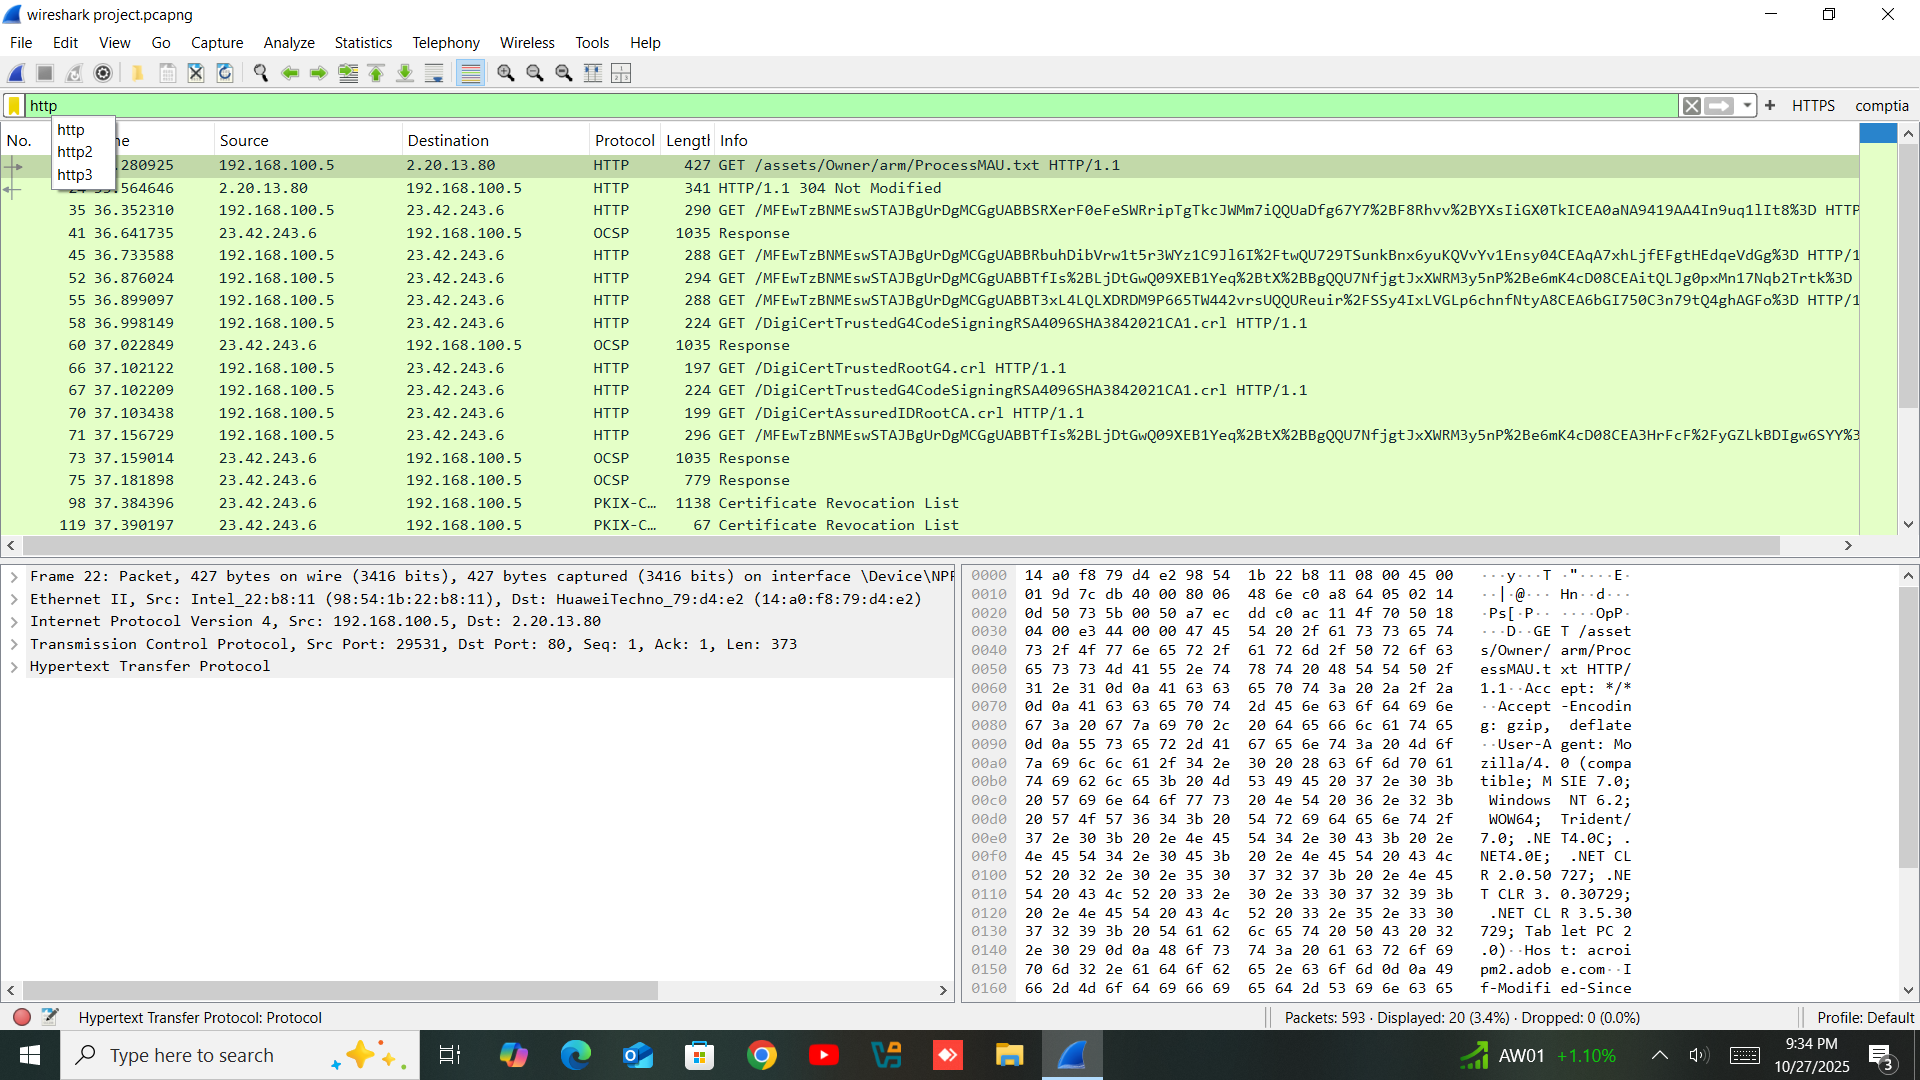 wireshark project.pcapng
File Edit View Go Capture Analyze Statistics Telephony Wireless Tools Help
http
HTTPS comptia
http
http2
http3
No. me Source Destination Protocol Length Info
.280925 192.168.100.5 2.20.13.80 HTTP 427 GET /assets/Owner/arm/ProcessMAU.txt HTTP/1.1
.564646 2.20.13.80 192.168.100.5 HTTP 341 HTTP/1.1 304 Not Modified
35 36.352310 192.168.100.5 23.42.243.6 HTTP 290 GET /MFEwTzBNMEswSTAJBgUrDgMCGgUABBSRXerF0eFeSWRripTgTkcJWMm7iQQUaDfg67Y7%2BF8Rhvv%2BYXsIiGX0TkICEA0aNA9419AA4In9uq1lIt8%3D HTTP
41 36.641735 23.42.243.6 192.168.100.5 OCSP 1035 Response
45 36.733588 192.168.100.5 23.42.243.6 HTTP 288 GET /MFEwTzBNMEswSTAJBgUrDgMCGgUABBRbuhDibVrw1t5r3WYz1C9Jl6I%2FtwQU729TSunkBnx6yuKQVvYv1Ensy04CEAqA7xhLjfEFgtHEdqeVdGg%3D HTTP/1
52 36.876024 192.168.100.5 23.42.243.6 HTTP 294 GET /MFEwTzBNMEswSTAJBgUrDgMCGgUABBTfIs%2BLjDtGwQ09XEB1Yeq%2BtX%2BBgQQU7NfjgtJxXWRM3y5nP%2Be6mK4cD08CEAitQLJg0pxMn17Nqb2Trtk%3D
55 36.899097 192.168.100.5 23.42.243.6 HTTP 288 GET /MFEwTzBNMEswSTAJBgUrDgMCGgUABBT3xL4LQLXDRDM9P665TW442vrsUQQUReuir%2FSSy4IxLVGLp6chnfNtyA8CEA6bGI750C3n79tQ4ghAGFo%3D HTTP/1
58 36.998149 192.168.100.5 23.42.243.6 HTTP 224 GET /DigiCertTrustedG4CodeSigningRSA4096SHA3842021CA1.crl HTTP/1.1
60 37.022849 23.42.243.6 192.168.100.5 OCSP 1035 Response
66 37.102122 192.168.100.5 23.42.243.6 HTTP 197 GET /DigiCertTrustedRootG4.crl HTTP/1.1
67 37.102209 192.168.100.5 23.42.243.6 HTTP 224 GET /DigiCertTrustedG4CodeSigningRSA4096SHA3842021CA1.crl HTTP/1.1
70 37.103438 192.168.100.5 23.42.243.6 HTTP 199 GET /DigiCertAssuredIDRootCA.crl HTTP/1.1
71 37.156729 192.168.100.5 23.42.243.6 HTTP 296 GET /MFEwTzBNMEswSTAJBgUrDgMCGgUABBTfIs%2BLjDtGwQ09XEB1Yeq%2BtX%2BBgQQU7NfjgtJxXWRM3y5nP%2Be6mK4cD08CEA3HrFcF%2FyGZLkBDIgw6SYY%3
73 37.159014 23.42.243.6 192.168.100.5 OCSP 1035 Response
75 37.181898 23.42.243.6 192.168.100.5 OCSP 779 Response
98 37.384396 23.42.243.6 192.168.100.5 PKIX-C… 1138 Certificate Revocation List
119 37.390197 23.42.243.6 192.168.100.5 PKIX-C… 67 Certificate Revocation List
Frame 22: Packet, 427 bytes on wire (3416 bits), 427 bytes captured (3416 bits) on interface \Device\NPF
Ethernet II, Src: Intel_22:b8:11 (98:54:1b:22:b8:11), Dst: HuaweiTechno_79:d4:e2 (14:a0:f8:79:d4:e2)
Internet Protocol Version 4, Src: 192.168.100.5, Dst: 2.20.13.80
Transmission Control Protocol, Src Port: 29531, Dst Port: 80, Seq: 1, Ack: 1, Len: 373
Hypertext Transfer Protocol
0000 14 a0 f8 79 d4 e2 98 54 1b 22 b8 11 08 00 45 00 ···y···T ·"····E·
0010 01 9d 7c db 40 00 80 06 48 6e c0 a8 64 05 02 14 ··|·@··· Hn··d···
0020 0d 50 73 5b 00 50 a7 ec dd c0 ac 11 4f 70 50 18 ·Ps[·P·· ····OpP·
0030 04 00 e3 44 00 00 47 45 54 20 2f 61 73 73 65 74 ···D··GE T /asset
0040 73 2f 4f 77 6e 65 72 2f 61 72 6d 2f 50 72 6f 63 s/Owner/ arm/Proc
0050 65 73 73 4d 41 55 2e 74 78 74 20 48 54 54 50 2f essMAU.t xt HTTP/
0060 31 2e 31 0d 0a 41 63 63 65 70 74 3a 20 2a 2f 2a 1.1··Acc ept: */*
0070 0d 0a 41 63 63 65 70 74 2d 45 6e 63 6f 64 69 6e ··Accept -Encodin
0080 67 3a 20 67 7a 69 70 2c 20 64 65 66 6c 61 74 65 g: gzip, deflate
0090 0d 0a 55 73 65 72 2d 41 67 65 6e 74 3a 20 4d 6f ··User-A gent: Mo
00a0 7a 69 6c 6c 61 2f 34 2e 30 20 28 63 6f 6d 70 61 zilla/4. 0 (compa
00b0 74 69 62 6c 65 3b 20 4d 53 49 45 20 37 2e 30 3b tible; M SIE 7.0;
00c0 20 57 69 6e 64 6f 77 73 20 4e 54 20 36 2e 32 3b Windows NT 6.2;
00d0 20 57 4f 57 36 34 3b 20 54 72 69 64 65 6e 74 2f WOW64; Trident/
00e0 37 2e 30 3b 20 2e 4e 45 54 34 2e 30 43 3b 20 2e 7.0; .NE T4.0C; .
00f0 4e 45 54 34 2e 30 45 3b 20 2e 4e 45 54 20 43 4c NET4.0E; .NET CL
0100 52 20 32 2e 30 2e 35 30 37 32 37 3b 20 2e 4e 45 R 2.0.50 727; .NE
0110 54 20 43 4c 52 20 33 2e 30 2e 33 30 37 32 39 3b T CLR 3. 0.30729;
0120 20 2e 4e 45 54 20 43 4c 52 20 33 2e 35 2e 33 30 .NET CL R 3.5.30
0130 37 32 39 3b 20 54 61 62 6c 65 74 20 50 43 20 32 729; Tab let PC 2
0140 2e 30 29 0d 0a 48 6f 73 74 3a 20 61 63 72 6f 69 .0)··Hos t: acroi
0150 70 6d 32 2e 61 64 6f 62 65 2e 63 6f 6d 0d 0a 49 pm2.adob e.com··I
0160 66 2d 4d 6f 64 69 66 69 65 64 2d 53 69 6e 63 65 f-Modifi ed-Since
Hypertext Transfer Protocol: Protocol
Packets: 593 · Displayed: 20 (3.4%) · Dropped: 0 (0.0%)
Profile: Default
Type here to search
AW01 +1.10%
9:34 PM
10/27/2025
3